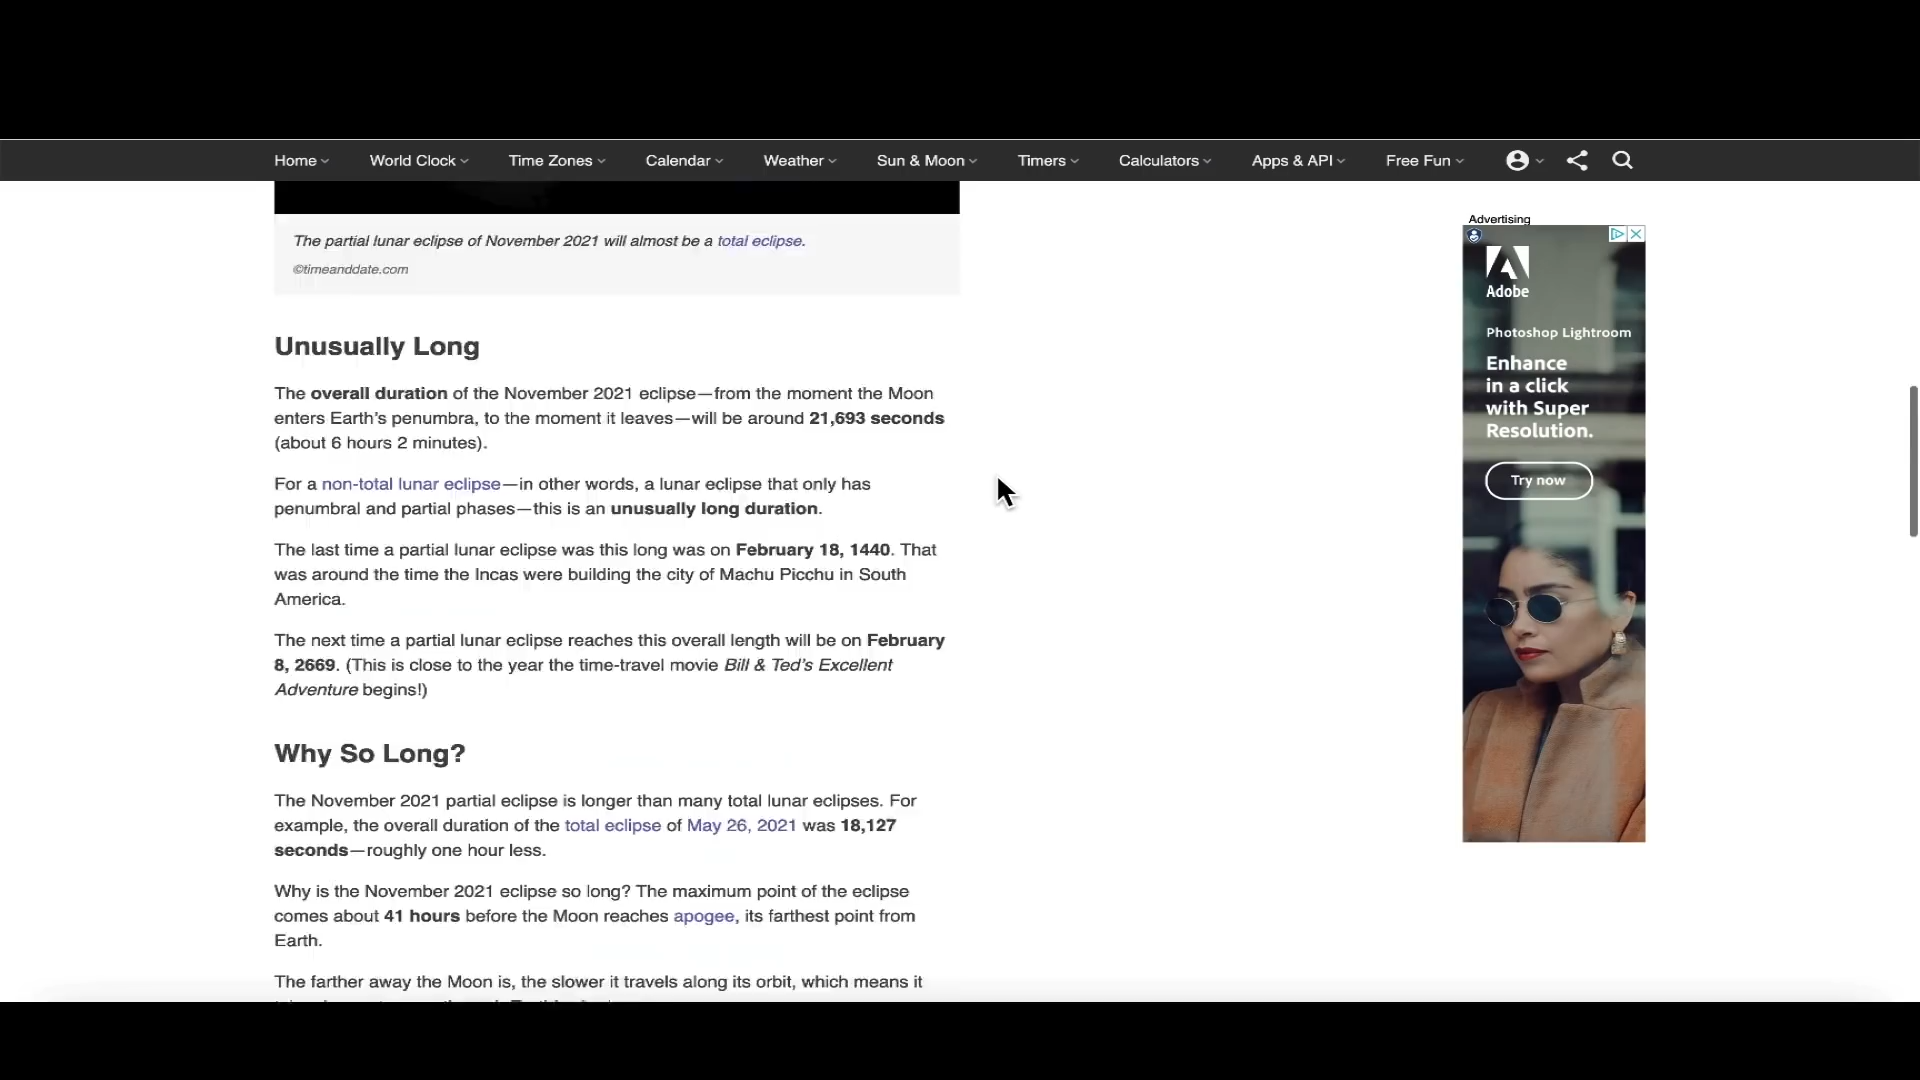 Home World Clock Time Zones Calendar Weather Sun & Moon Timers Calculators Apps & API Free Fun
The partial lunar eclipse of November 2021 will almost be a total eclipse.
©timeanddate.com
Unusually Long
The overall duration of the November 2021 eclipse—from the moment the Moon
enters Earth's penumbra, to the moment it leaves—will be around 21,693 seconds
(about 6 hours 2 minutes).
For a non-total lunar eclipse—in other words, a lunar eclipse that only has
penumbral and partial phases—this is an unusually long duration.
The last time a partial lunar eclipse was this long was on February 18, 1440. That
was around the time the Incas were building the city of Machu Picchu in South
America.
The next time a partial lunar eclipse reaches this overall length will be on February
8, 2669. (This is close to the year the time-travel movie Bill & Ted's Excellent
Adventure begins!)
Why So Long?
The November 2021 partial eclipse is longer than many total lunar eclipses. For
example, the overall duration of the total eclipse of May 26, 2021 was 18,127
seconds—roughly one hour less.
Why is the November 2021 eclipse so long? The maximum point of the eclipse
comes about 41 hours before the Moon reaches apogee, its farthest point from
Earth.
The farther away the Moon is, the slower it travels along its orbit, which means it
Advertising
Adobe
Photoshop Lightroom
Enhance
in a click
with Super
Resolution.
Try now